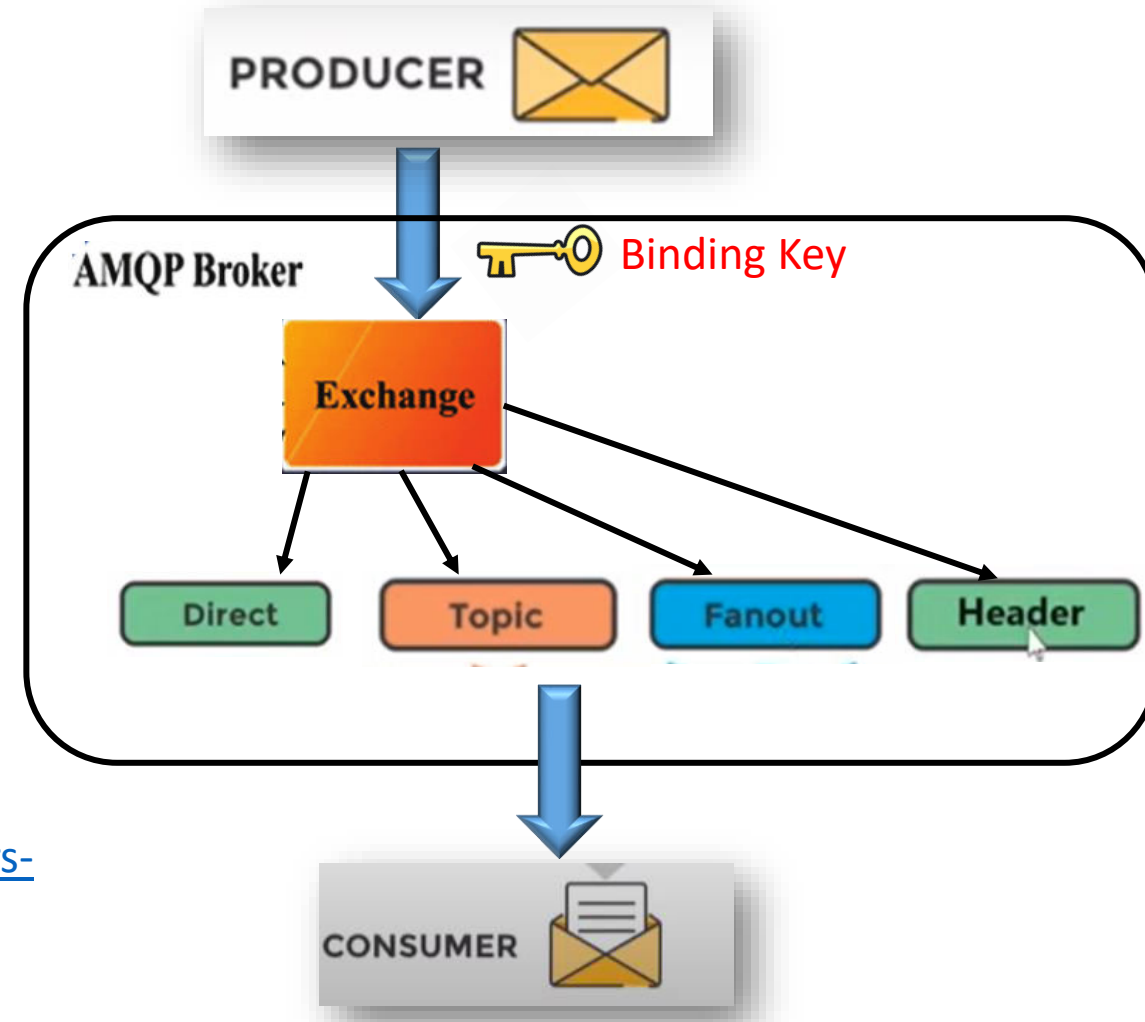 PRODUCER
AMQP Broker
Binding Key
Exchange
Direct
Topic
Fanout
Header
s-
CONSUMER